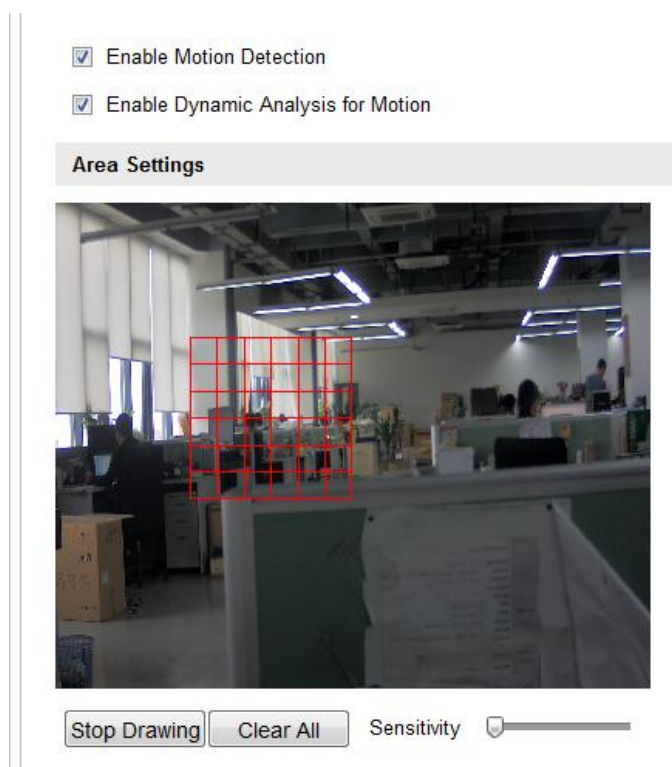 Enable Motion Detection
Enable Dynamic Analysis for Motion
Area Settings
Stop Drawing Clear All Sensitivity